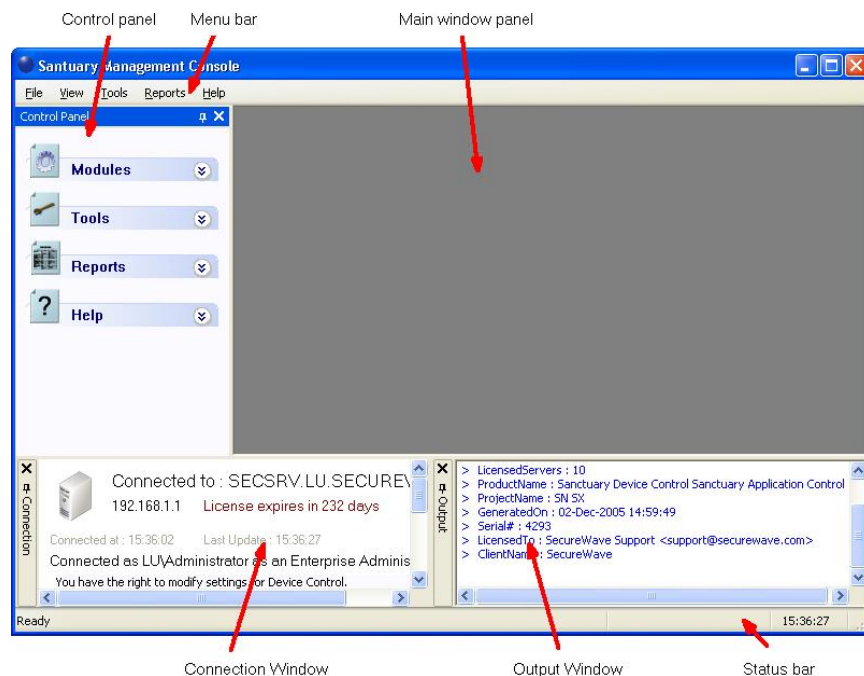 Control panel Menu bar Main window panel
Santuary Management Console
File View Tools Reports Help
Control Panel
Modules
Tools
Reports
Help
Connection
Connected to : SECSRV.LU.SECUREW
192.168.1.1 License expires in 232 days
Connected at : 15:36:02 Last Update : 15:36:27
Connected as LU\Administrator as an Enterprise Adminis
You have the right to modify settings for Device Control.
Output
> LicensedServers : 10
> ProductName : Sanctuary Device Control Sanctuary Application Control
> ProjectName : SN SX
> GeneratedOn : 02-Dec-2005 14:59:49
> Serial# : 4293
> LicensedTo : SecureWave Support <support@securewave.com>
> ClientName : SecureWave
Ready 15:36:27
Connection Window Output Window Status bar